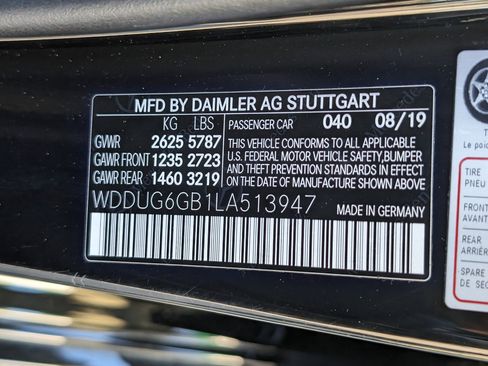 MFD BY DAIMLER AG STUTTGART
KG LBS
GVWR 2625 5787
GAWR FRONT 1235 2723
GAWR REAR 1460 3219
PASSENGER CAR 040 08/19
THIS VEHICLE CONFORMS TO ALL APPLICABLE
U.S. FEDERAL MOTOR VEHICLE SAFETY,BUMPER
AND THEFT PREVENTION STANDARDS IN EFFECT
ON THE DATE OF MANUFACTURE SHOWN ABOVE.
WDDUG6GB1LA513947
MADE IN GERMANY
Le poi
TIRE
PNEU
FRONT
AVANT
REAR
ARRIÈR
SPARE
DE SEC